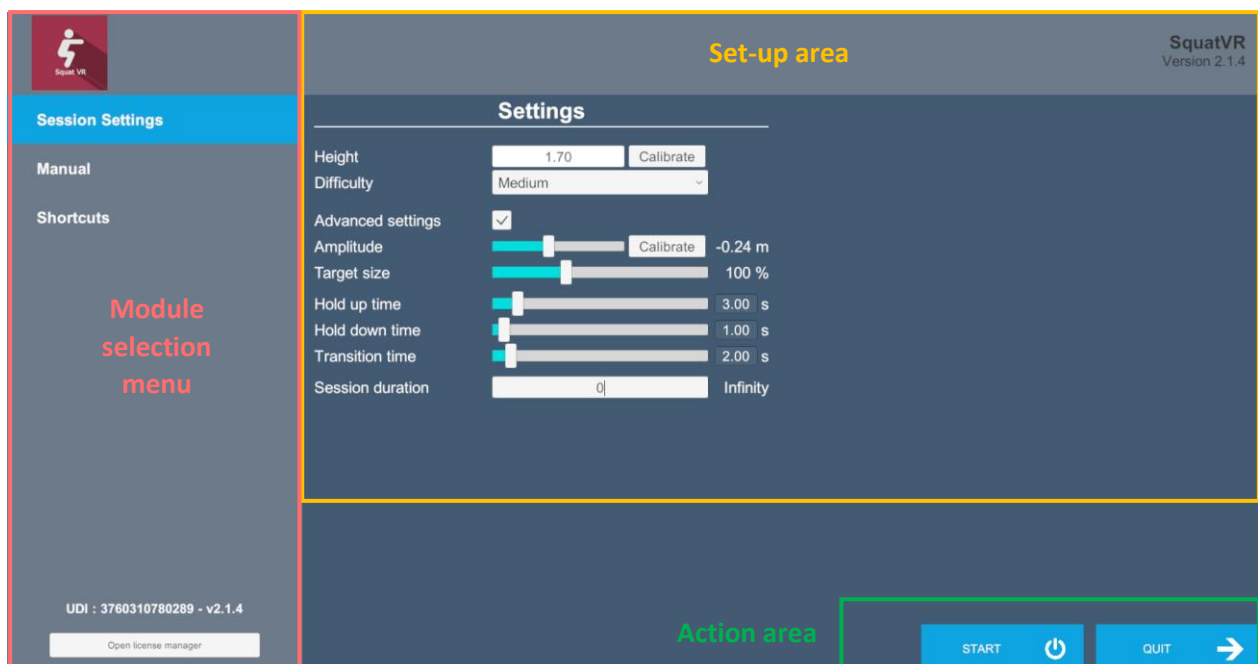 Squat VR
Set-up area
SquatVR
Version 2.1.4
Session Settings
Manual
Shortcuts
Module
selection
menu
UDI : 3760310780289 - v2.1.4
Open license manager
Settings
Height 1.70 Calibrate
Difficulty Medium
Advanced settings
Amplitude Calibrate -0.24 m
Target size 100 %
Hold up time 3.00 s
Hold down time 1.00 s
Transition time 2.00 s
Session duration 0 Infinity
Action area
START QUIT